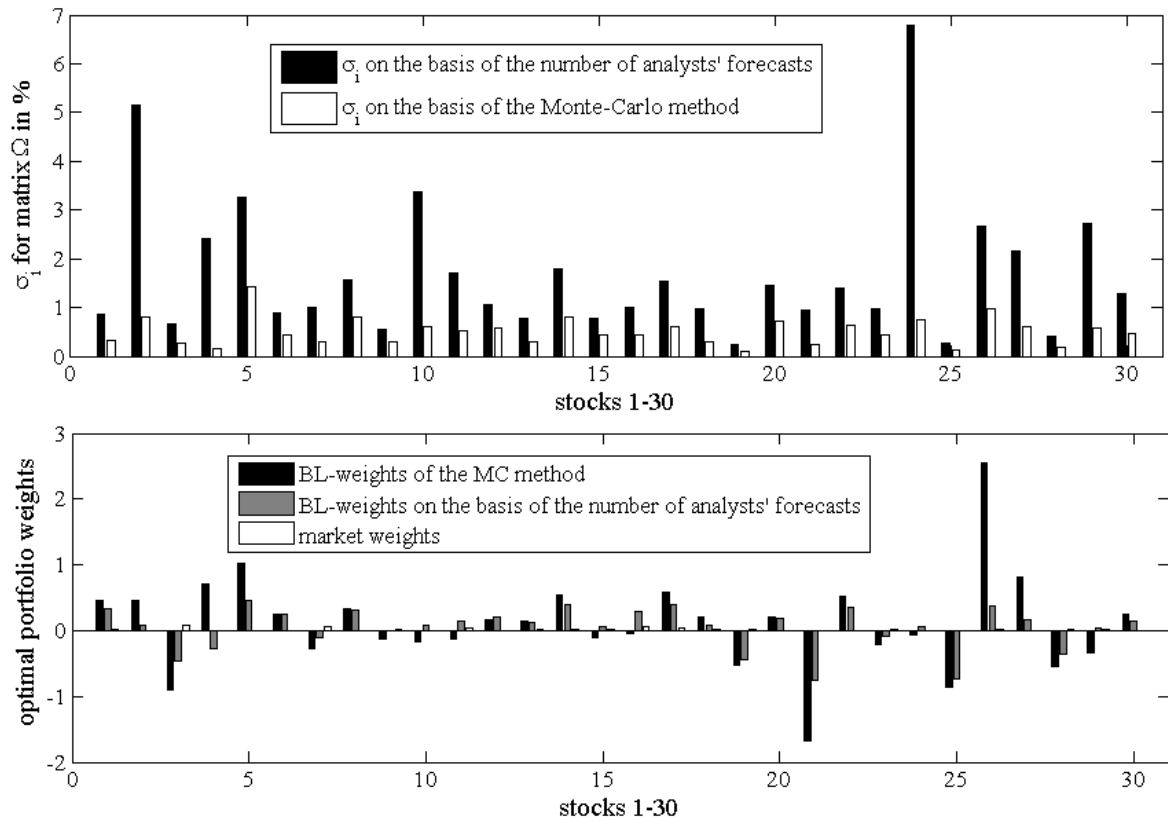 7
6
5
4
3
2
1
0
σi for matrix Ω in %
σi on the basis of the number of analysts' forecasts
σi on the basis of the Monte-Carlo method
0 5 10 15 20 25 30
stocks 1-30
3
2
1
0
-1
-2
optimal portfolio weights
BL-weights of the MC method
BL-weights on the basis of the number of analysts' forecasts
market weights
0 5 10 15 20 25 30
stocks 1-30